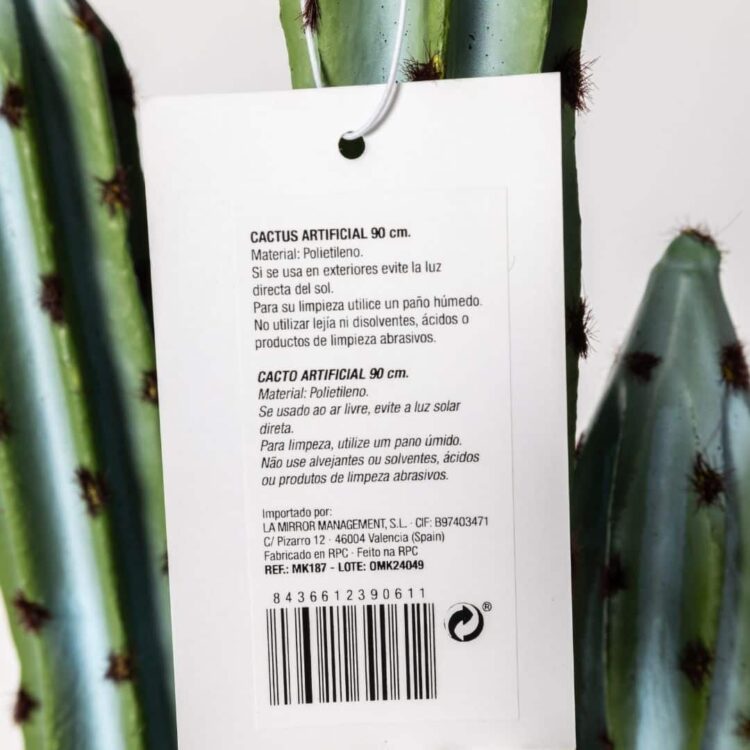 CACTUS ARTIFICIAL 90 cm.
Material: Polietileno.
Si se usa en exteriores evite la luz
directa del sol.
Para su limpieza utilice un paño húmedo.
No utilizar lejía ni disolventes, ácidos o
productos de limpieza abrasivos.
CACTO ARTIFICIAL 90 cm.
Material: Polietileno.
Se usado ao ar livre, evite a luz solar
direta.
Para limpeza, utilize um pano úmido.
Não use alvejantes ou solventes, ácidos
ou produtos de limpeza abrasivos.
Importado por:
LA MIRROR MANAGEMENT, S.L. · CIF: B97403471
C/ Pizarro 12 · 46004 Valencia (Spain)
Fabricado en RPC · Feito na RPC
REF.: MK187 - LOTE: OMK24049
8436612390611
®